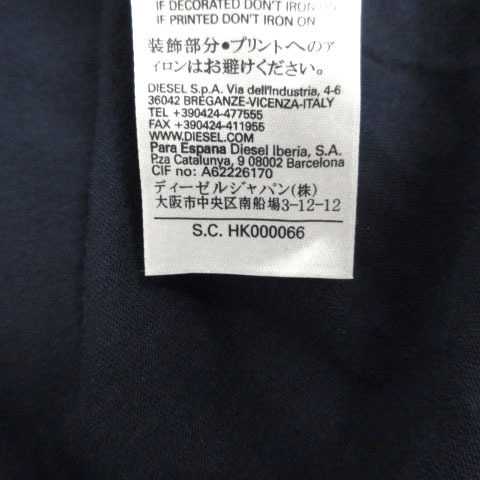 IF DECORATED DON'T IRON
IF PRINTED DON'T IRON ON
装飾部分●プリントへのア
イロンはお避けください。
DIESEL S.p.A. Via dell'Industria, 4-6
36042 BREGANZE-VICENZA-ITALY
TEL +390424-477555
FAX +390424-411955
WWW.DIESEL.COM
Para Espana Diesel Iberia, S.A.
P.za Catalunya, 9 08002 Barcelona
CIF no: A62226170
ディーゼルジャパン(株)
大阪市中央区南船場3-12-12
S.C. HK000066